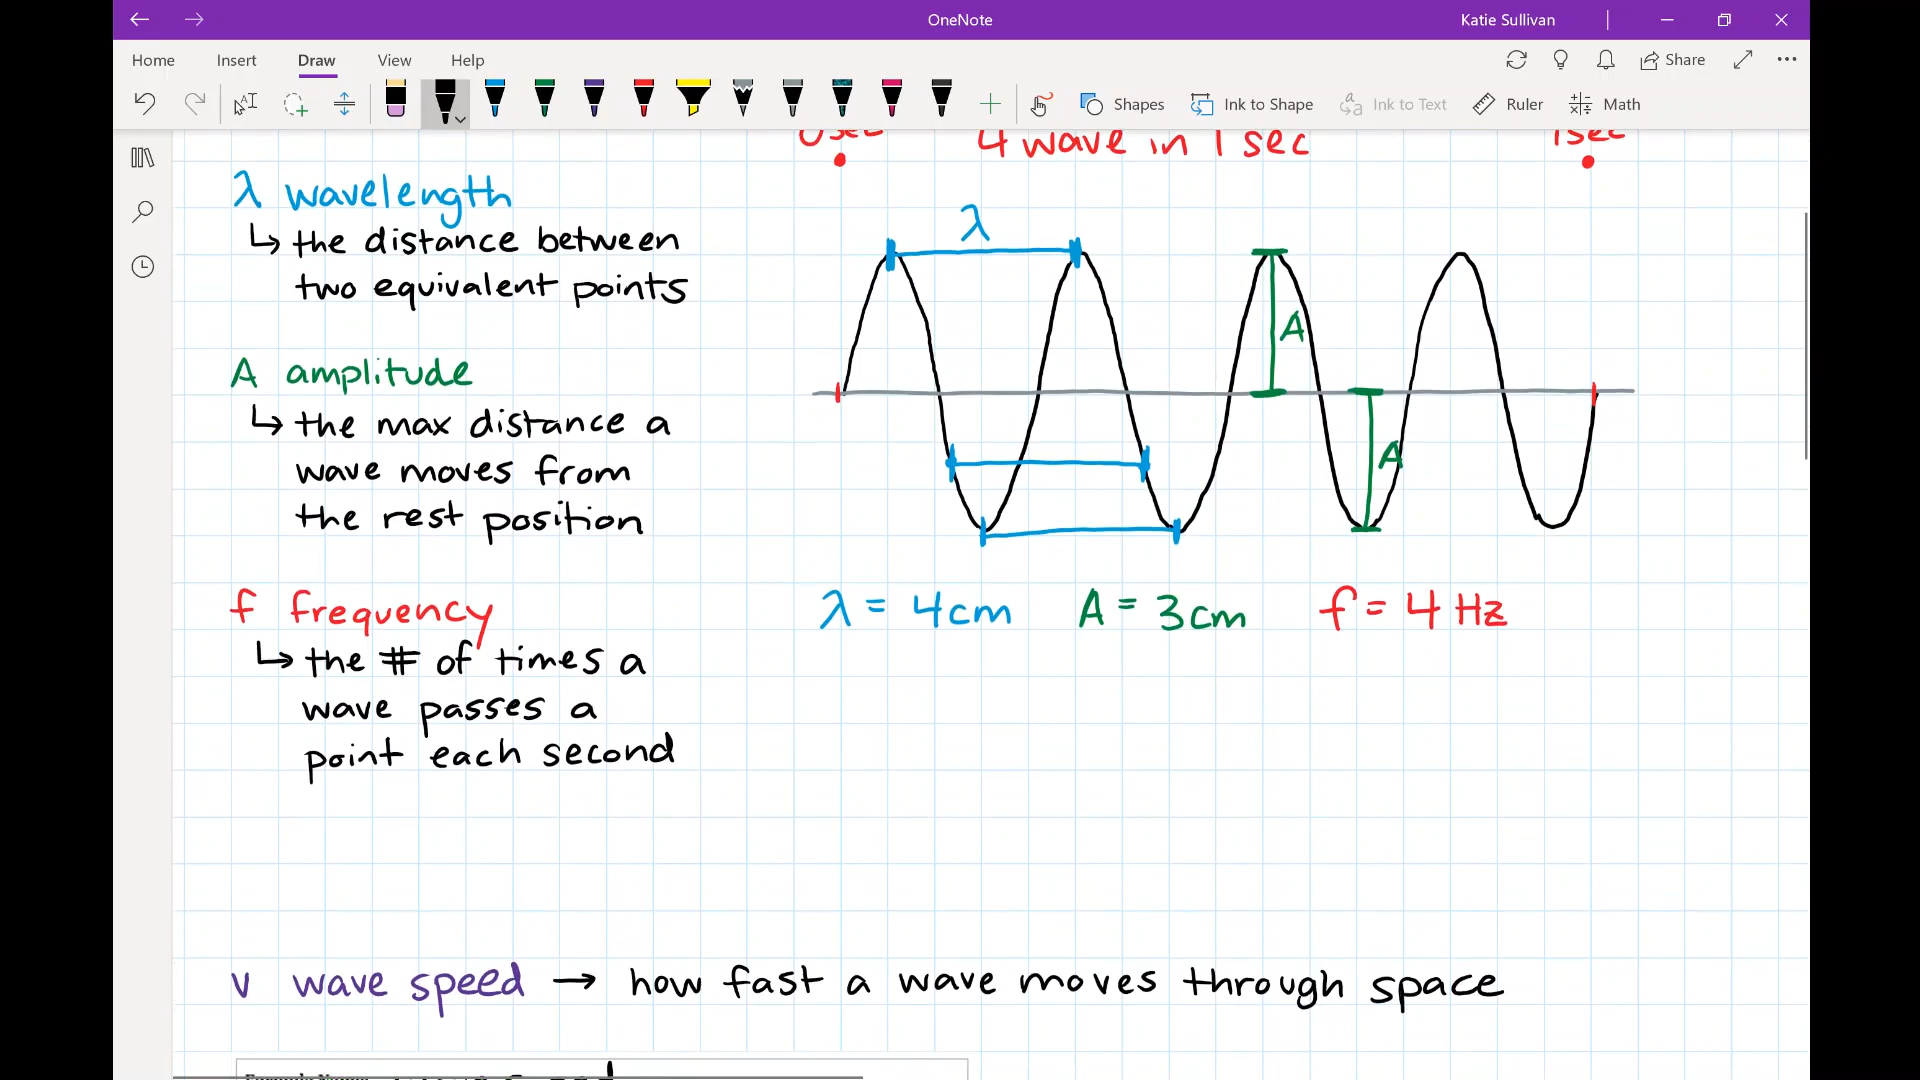 OneNote
Katie Sullivan
Home Insert Draw View Help
Share
Shapes Ink to Shape Ink to Text Ruler Math
0sec 4 wave in 1 sec 1sec
λ wavelength
↳ the distance between
two equivalent points
A amplitude
↳ the max distance a
wave moves from
the rest position
f frequency
↳ the # of times a
wave passes a
point each second
λ
A
A
λ = 4cm A = 3cm f = 4 Hz
v wave speed → how fast a wave moves through space